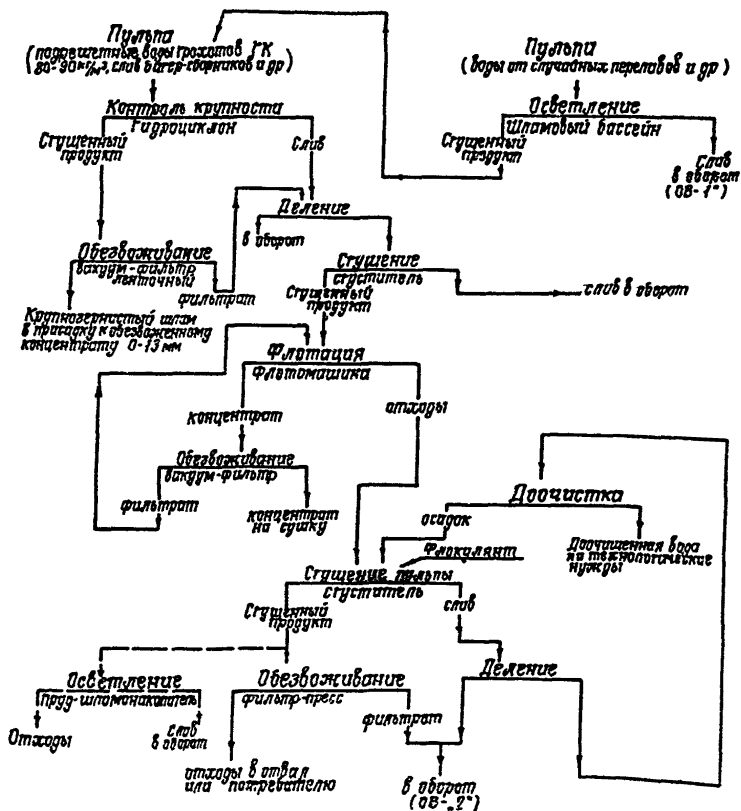 Пульпа
(подрешетные воды грохотов ГК
80-90 кг/м³, слив багер-сборников и др)
Пульпа
(воды от случайных переливов и др)
Контроль крупности
Гидроциклон
Сгущенный
продукт
Слив
Осветление
Шламовый бассейн
Сгущенный
продукт
Слив
в оборот
(ОВ-1")
Деление
в оборот
Обезвоживание
вакуум-фильтр
ленточный
фильтрат
Сгущение
сгуститель
Сгущенный
продукт
слив в оборот
Крупнозернистый шлам
в присадку к обезвоженному
концентрату 0-13 мм
Флотация
Флотомашина
концентрат
отходы
Обезвоживание
вакуум-фильтр
фильтрат
концентрат
на сушку
Доочистка
осадок
Доочищенная вода
на технологические
нужды
Флокулянт
Сгущение пульпы
сгуститель
Сгущенный
продукт
слив
Осветление
Пруд-шламонакопитель
Отходы
Слив
в оборот
Обезвоживание
фильтр-пресс
фильтрат
отходы в отвал
или потребителю
Деление
в оборот
(ОВ-„2")